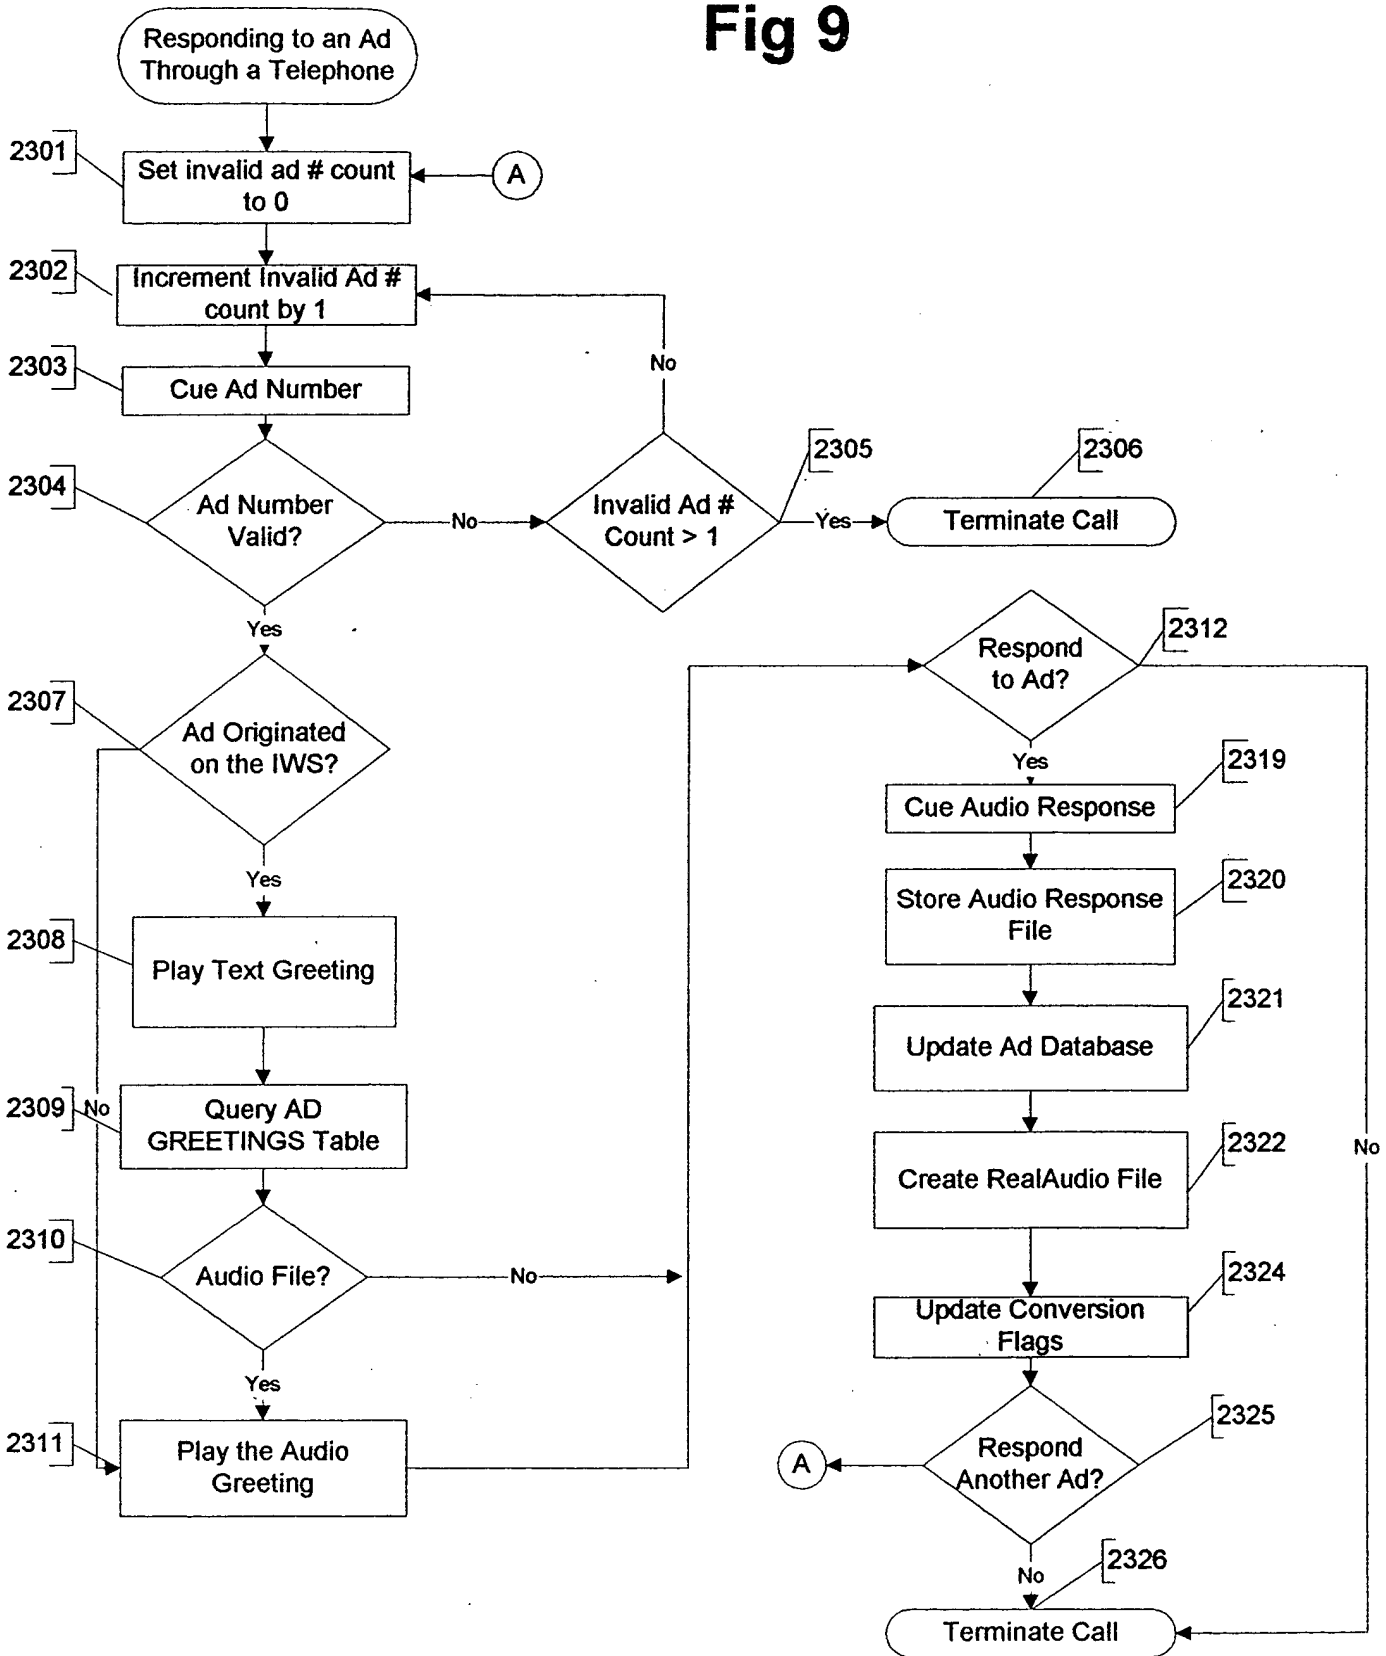 Fig 9
Responding to an Ad
Through a Telephone
2301
Set invalid ad # count
to 0
A
2302
Increment Invalid Ad #
count by 1
No
2303
Cue Ad Number
2304
Ad Number
Valid?
No
Invalid Ad #
Count > 1
2305
Yes
2306
Terminate Call
Yes
2307
Ad Originated
on the IWS?
Yes
2308
Play Text Greeting
2309
No
Query AD
GREETINGS Table
2310
Audio File?
No
Yes
2311
Play the Audio
Greeting
Respond
to Ad?
2312
Yes
2319
Cue Audio Response
2320
Store Audio Response
File
2321
Update Ad Database
2322
Create RealAudio File
No
2324
Update Conversion
Flags
2325
Respond
Another Ad?
A
No
2326
Terminate Call